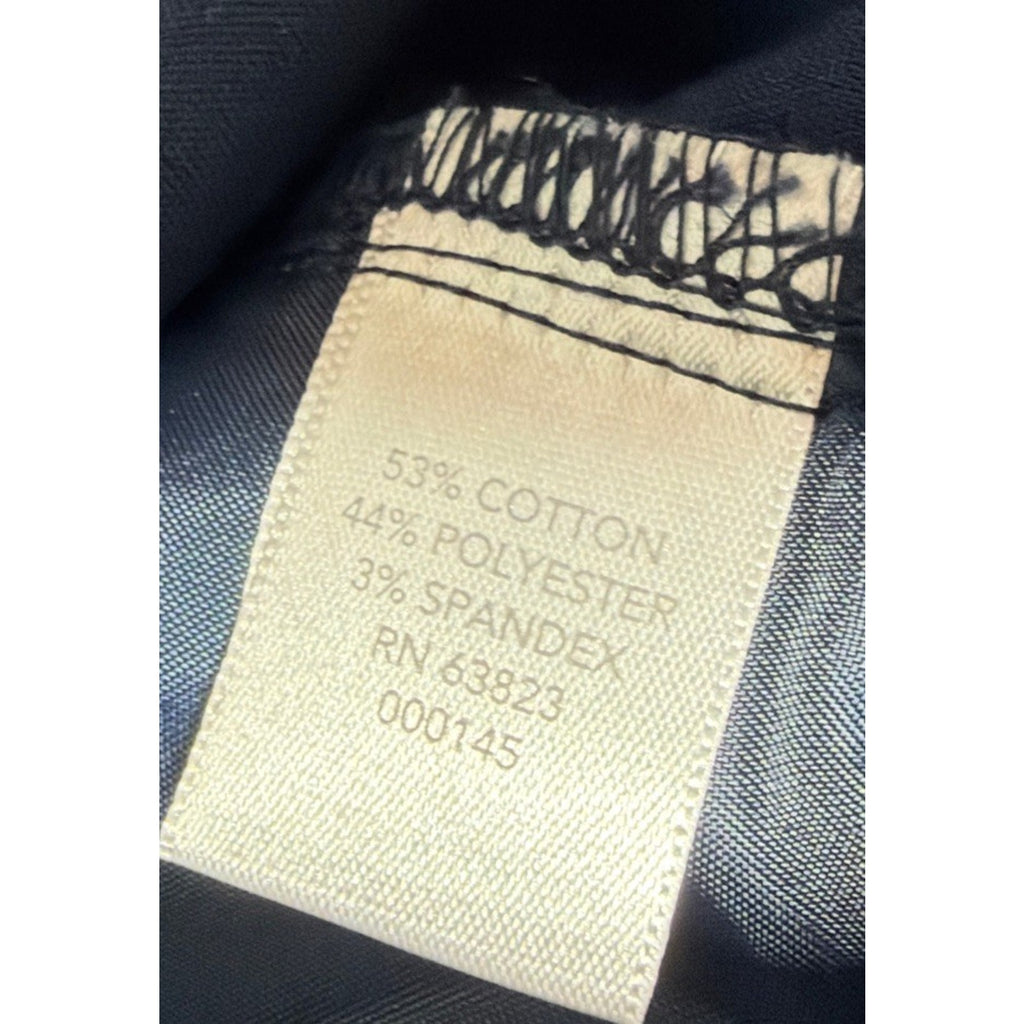 53% COTTON
44% POLYESTER
3% SPANDEX
RN 63823
000145